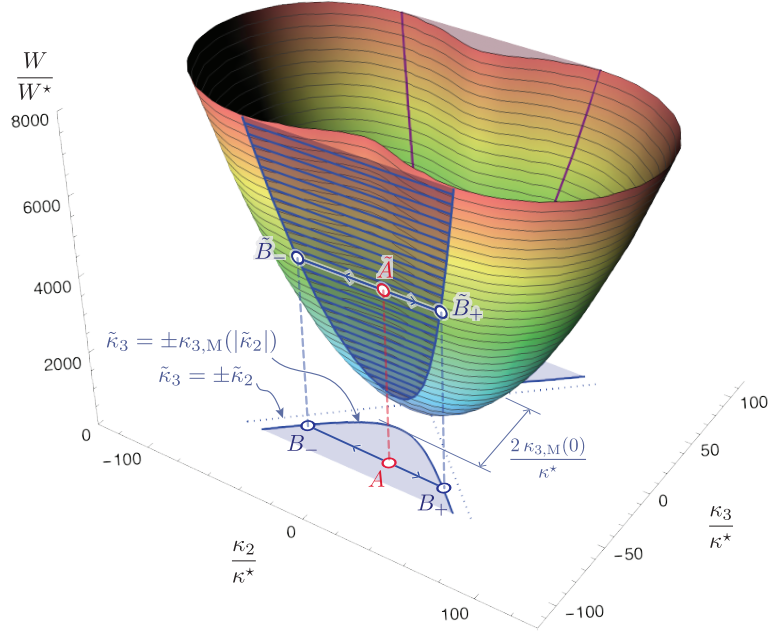 W
W⋆
8000
6000
4000
2000
0
B̃₋
Ã
B̃₊
κ̃₃ = ±κ₃,M(|κ̃₂|)
κ̃₃ = ±κ̃₂
B₋
A
B₊
2 κ₃,M(0)
κ⋆
−100
0
100
κ₂
κ⋆
100
50
0
−50
−100
κ₃
κ⋆